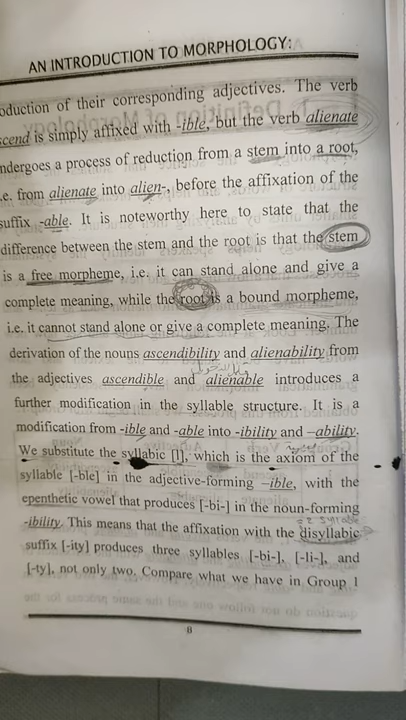 AN INTRODUCTION TO MORPHOLOGY:
oduction of their corresponding adjectives. The verb
scend is simply affixed with -ible, but the verb alienate
ndergoes a process of reduction from a stem into a root,
.e. from alienate into alien-, before the affixation of the
suffix -able. It is noteworthy here to state that the
difference between the stem and the root is that the stem
is a free morpheme, i.e. it can stand alone and give a
complete meaning, while the root is a bound morpheme,
i.e. it cannot stand alone or give a complete meaning. The
derivation of the nouns ascendibility and alienability from
the adjectives ascendible and alienable introduces a
further modification in the syllable structure. It is a
modification from -ible and -able into -ibility and –ability.
We substitute the syllabic [l], which is the axiom of the
syllable [-ble] in the adjective-forming –ible, with the
epenthetic vowel that produces [-bi-] in the noun-forming
-ibility. This means that the affixation with the disyllabic
suffix [-ity] produces three syllables [-bi-], [-li-], and
[-ty], not only two. Compare what we have in Group 1
8